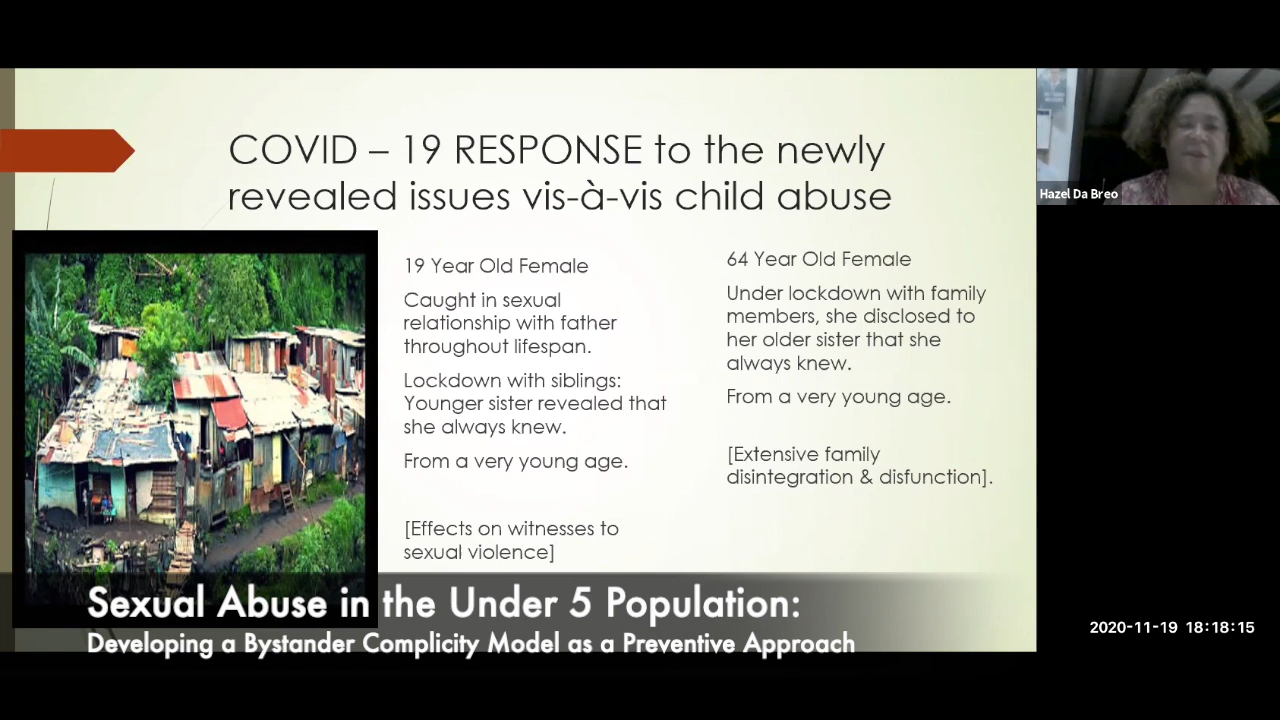 COVID – 19 RESPONSE to the newly
revealed issues vis-à-vis child abuse
19 Year Old Female
Caught in sexual
relationship with father
throughout lifespan.
Lockdown with siblings:
Younger sister revealed that
she always knew.
From a very young age.
[Effects on witnesses to
sexual violence]
64 Year Old Female
Under lockdown with family
members, she disclosed to
her older sister that she
always knew.
From a very young age.
[Extensive family
disintegration & disfunction].
Hazel Da Breo
Sexual Abuse in the Under 5 Population:
Developing a Bystander Complicity Model as a Preventive Approach
2020-11-19 18:18:15